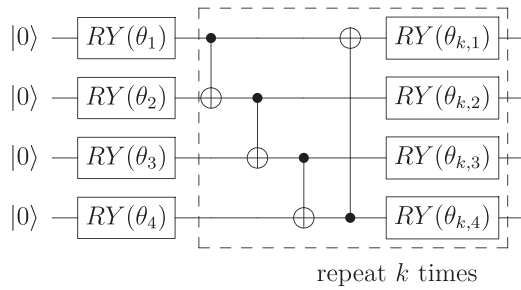 |0⟩ RY(θ₁) RY(θₖ,₁)
|0⟩ RY(θ₂) RY(θₖ,₂)
|0⟩ RY(θ₃) RY(θₖ,₃)
|0⟩ RY(θ₄) RY(θₖ,₄)
repeat k times